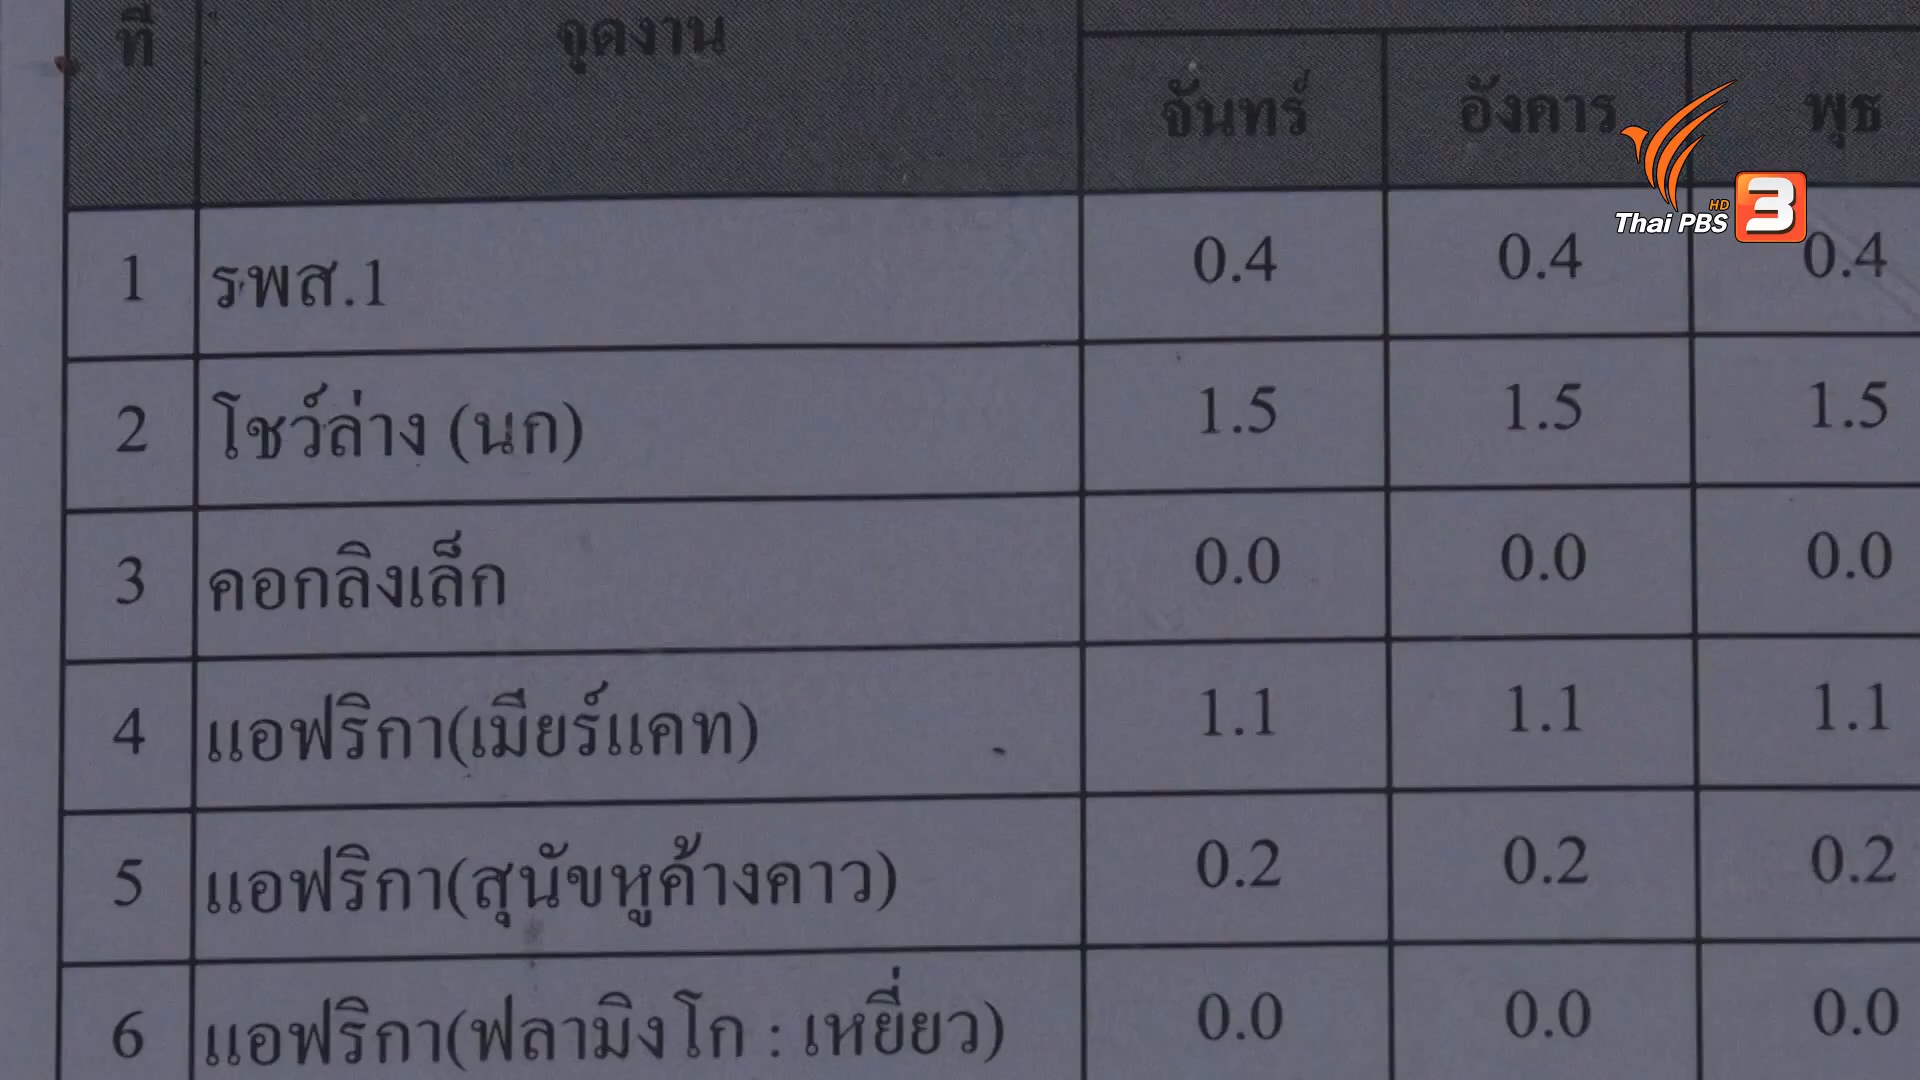 ที่ จุดงาน
จันทร์ อังคาร พุธ
Thai PBS HD 3
1 รพส.1 0.4 0.4 0.4
2 โชว์ล่าง (นก) 1.5 1.5 1.5
3 คอกลิงเล็ก 0.0 0.0 0.0
4 แอฟริกา(เมียร์แคท) 1.1 1.1 1.1
5 แอฟริกา(สุนัขหูค้างคาว) 0.2 0.2 0.2
6 แอฟริกา(ฟลามิงโก : เหยี่ยว) 0.0 0.0 0.0